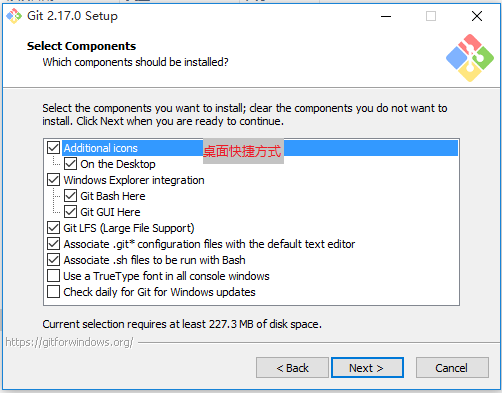 Git 2.17.0 Setup
Select Components
Which components should be installed?
Select the components you want to install; clear the components you do not want to
install. Click Next when you are ready to continue.
Additional icons
桌面快捷方式
On the Desktop
Windows Explorer integration
Git Bash Here
Git GUI Here
Git LFS (Large File Support)
Associate .git* configuration files with the default text editor
Associate .sh files to be run with Bash
Use a TrueType font in all console windows
Check daily for Git for Windows updates
Current selection requires at least 227.3 MB of disk space.
https://gitforwindows.org/
< Back
Next >
Cancel